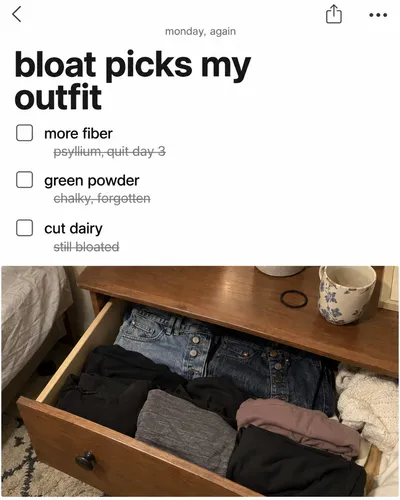 monday, again
bloat picks my
outfit
more fiber
psyllium, quit day 3
green powder
chalky, forgotten
cut dairy
still bloated